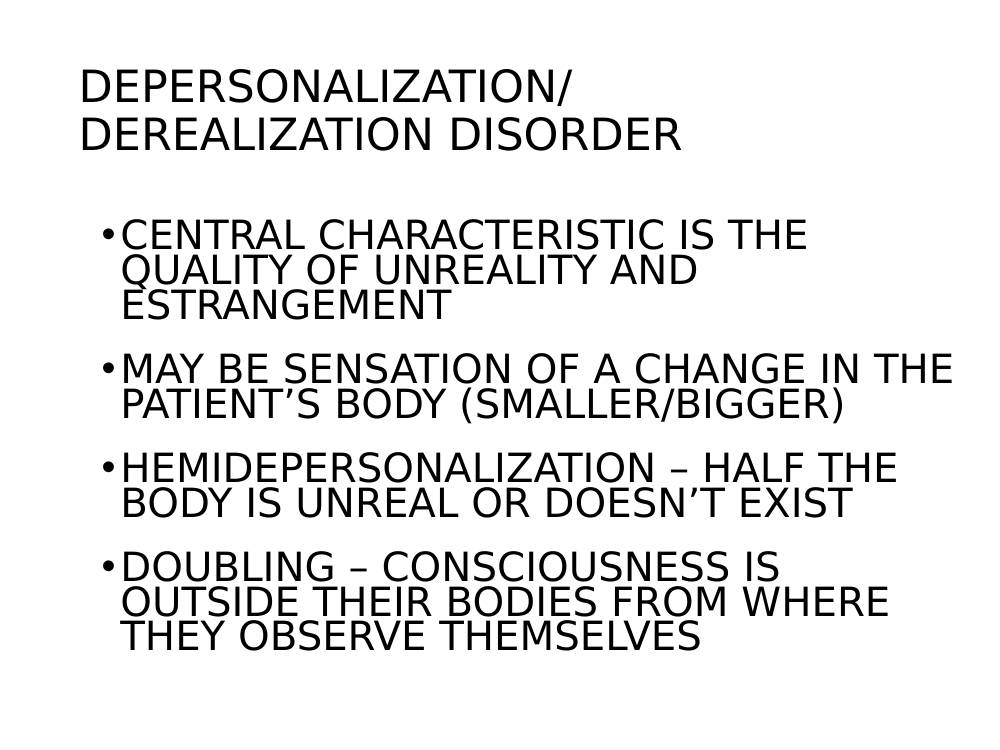 DEPERSONALIZATION/
DEREALIZATION DISORDER
•CENTRAL CHARACTERISTIC IS THE
QUALITY OF UNREALITY AND
ESTRANGEMENT
•MAY BE SENSATION OF A CHANGE IN THE
PATIENT’S BODY (SMALLER/BIGGER)
•HEMIDEPERSONALIZATION – HALF THE
BODY IS UNREAL OR DOESN’T EXIST
•DOUBLING – CONSCIOUSNESS IS
OUTSIDE THEIR BODIES FROM WHERE
THEY OBSERVE THEMSELVES